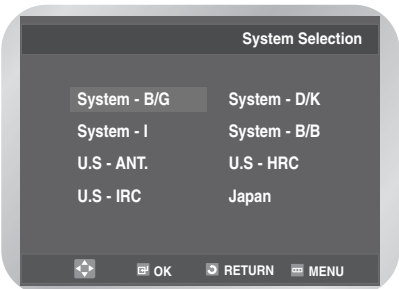 System Selection
System - B/G System - D/K
System - I System - B/B
U.S - ANT. U.S - HRC
U.S - IRC Japan
OK RETURN MENU